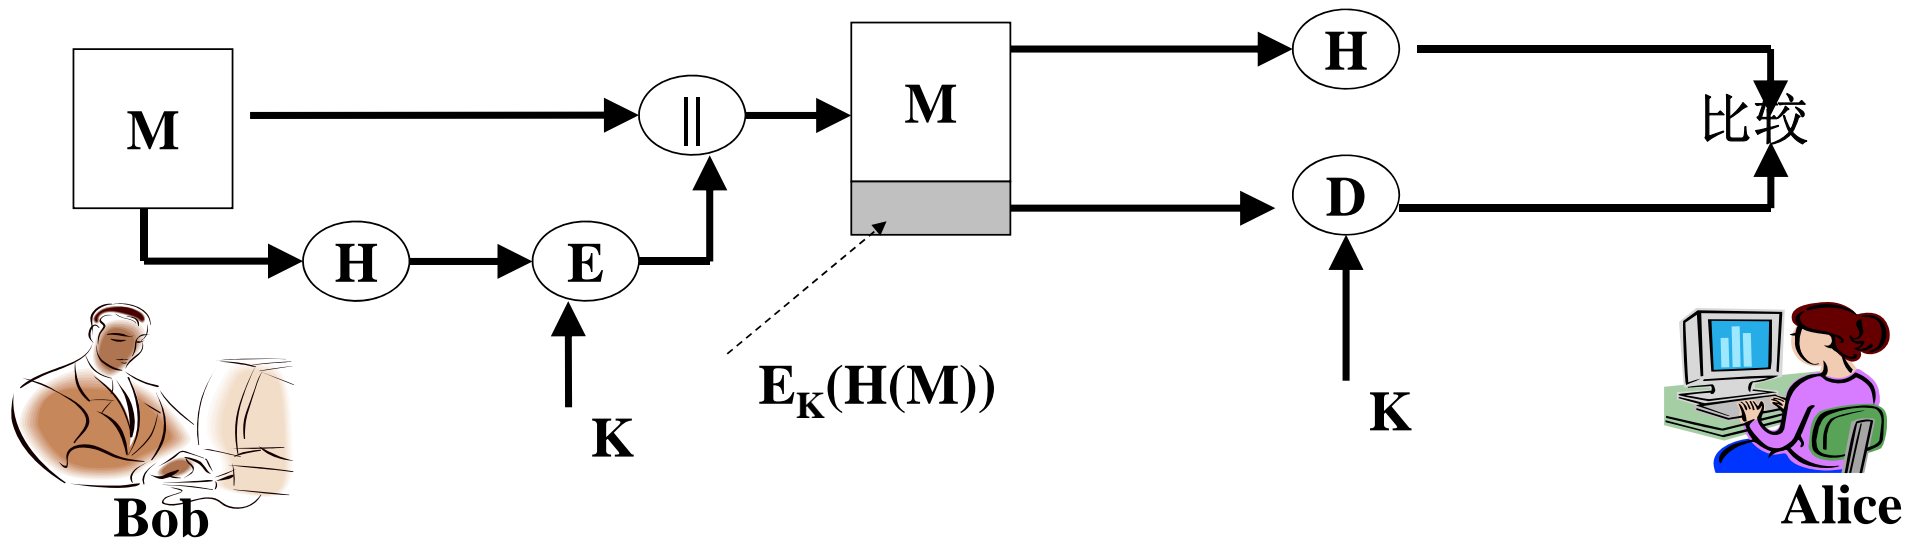 M
||
M
H
比较
H
E
D
K
E_K(H(M))
K
Bob
Alice